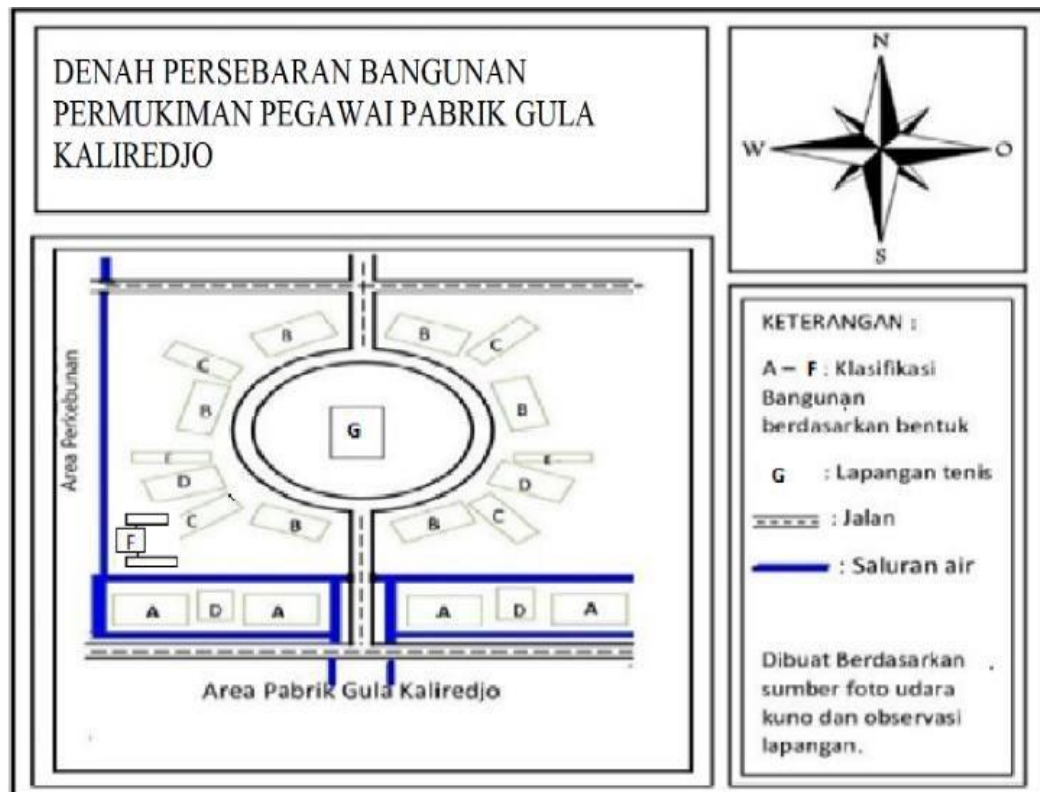 DENAH PERSEBARAN BANGUNAN
PERMUKIMAN PEGAWAI PABRIK GULA
KALIREDJO
N
W
O
S
Area Perkebunan
B
B
C
C
B
B
G
E
E
D
D
C
B
B
C
F
A
D
A
A
D
A
Area Pabrik Gula Kaliredjo
KETERANGAN :
A – F : Klasifikasi
Bangunan
berdasarkan bentuk
G : Lapangan tenis
: Jalan
: Saluran air
Dibuat Berdasarkan
sumber foto udara
kuno dan observasi
lapangan.